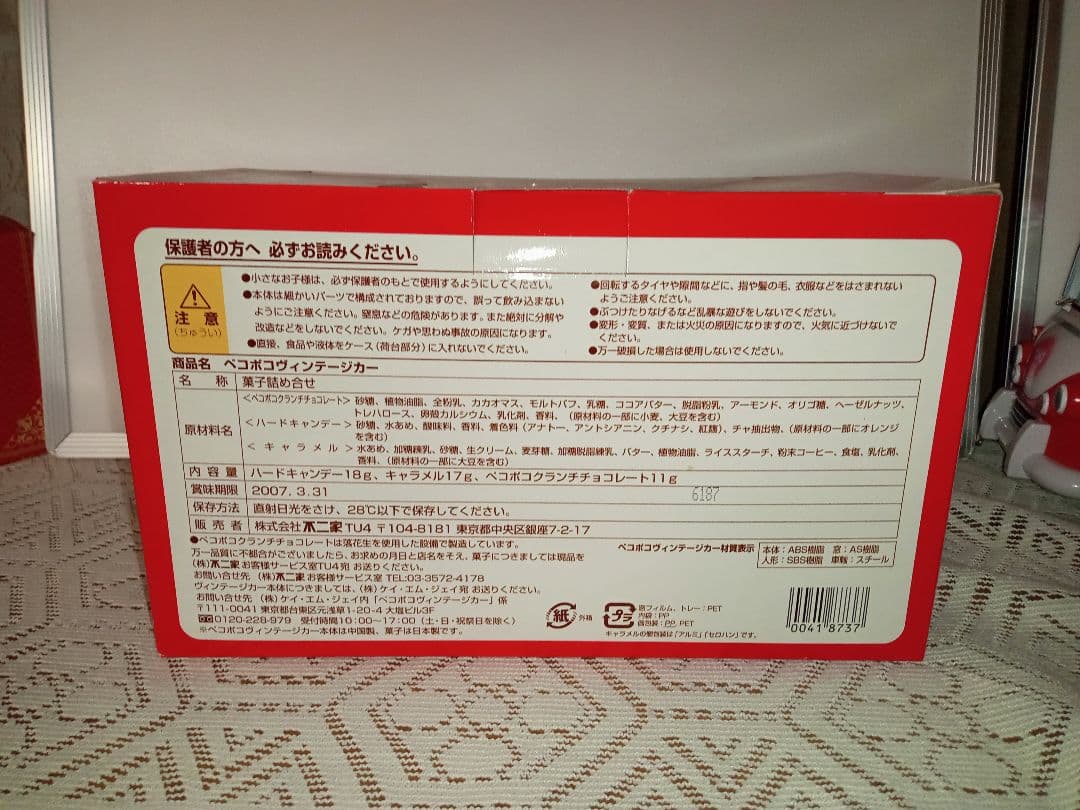 保護者の方へ 必ずお読みください。
注意
(ちゅうい)
●小さなお子様は、必ず保護者のもとで使用するようにしてください。
●本体は細かいパーツで構成されておりますので、誤って飲み込まない
ようにご注意ください。窒息などの危険があります。また絶対に分解や
改造などをしないでください。ケガや思わぬ事故の原因になります。
●直接、食品や液体をケース（荷台部分）に入れないでください。
●回転するタイヤや隙間などに、指や髪の毛、衣服などをはさまれない
ようご注意ください。
●ぶつけたりなげるなど乱暴な遊びをしないでください。
●変形・変質、または火災の原因になりますので、火気に近づけないで
ください。
●万一破損した場合は使用しないでください。
商品名 ペコポコヴィンテージカー
名称 菓子詰め合せ
原材料名
<ペコポコクランチチョコレート> 砂糖、植物油脂、全粉乳、カカオマス、モルトパフ、乳糖、ココアバター、脱脂粉乳、アーモンド、オリゴ糖、ヘーゼルナッツ、
トレハロース、卵殻カルシウム、乳化剤、香料、（原材料の一部に小麦、大豆を含む）
<ハードキャンデー> 砂糖、水あめ、酸味料、香料、着色料（アナトー、アントシアニン、クチナシ、紅麹）、チャ抽出物、（原材料の一部にオレンジ
を含む）
<キャラメル> 水あめ、加糖練乳、砂糖、生クリーム、麦芽糖、加糖脱脂練乳、バター、植物油脂、ライススターチ、粉末コーヒー、食塩、乳化剤、
香料、（原材料の一部に大豆を含む）
内容量 ハードキャンデー18g、キャラメル17g、ペコポコクランチチョコレート11g
賞味期限 2007.3.31 6187
保存方法 直射日光をさけ、28℃以下で保存してください。
販売者 株式会社不二家 TU4 〒104-8181 東京都中央区銀座7-2-17
●ペコポコクランチチョコレートは落花生を使用した設備で製造しています。
万一品質に不都合がございましたら、お求めの月日と店名をそえ、菓子につきましては現品を
(株)不二家お客様サービス室TU4宛 お送りください。
お問い合せ先 (株)不二家お客様サービス室 TEL:03-3572-4178
ヴィンテージカー本体につきましては、(株)ケイ・エム・ジェイ宛 お送りください。
お問い合せ先 (株)ケイ・エム・ジェイ内「ペコポコヴィンテージカー」係
〒111-0041 東京都台東区元浅草1-20-4 大塩ビル3F
0120-228-979 受付時間10:00～17:00（土・日・祝祭日を除く）
※ペコポコヴィンテージカー本体は中国製、菓子は日本製です。
ペコポコヴィンテージカー材質表示
本体：ABS樹脂 窓：AS樹脂
人形：SBS樹脂 車軸：スチール
紙 外箱
プラ
窓フィルム、トレー：PET
内袋：PP
個包装：PP, PET
キャラメルの個包装は「アルミ」「セロハン」です。
00418737